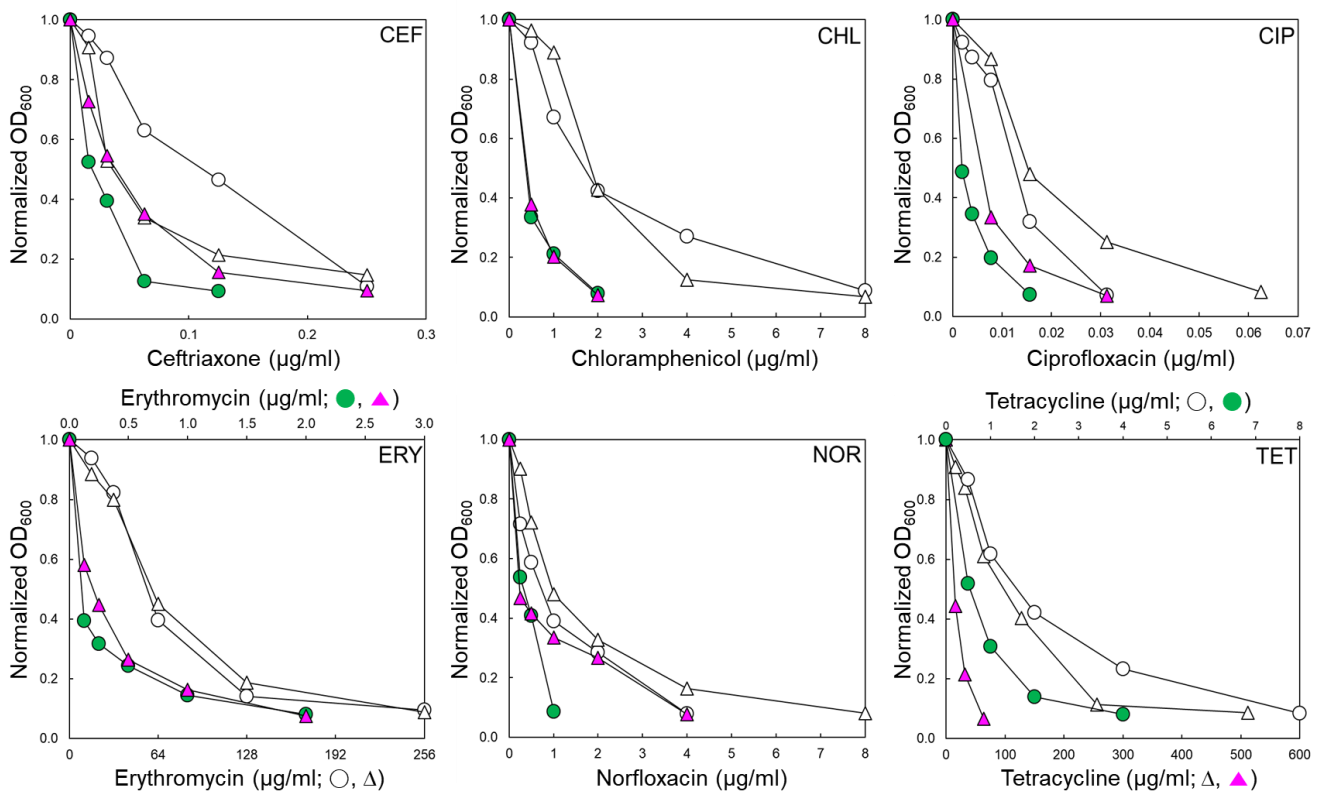 CEF
Normalized OD600
1.0
0.8
0.6
0.4
0.2
0.0
0 0.1 0.2 0.3
Ceftriaxone (µg/ml)
CHL
Normalized OD600
1.0
0.8
0.6
0.4
0.2
0.0
0 1 2 3 4 5 6 7 8
Chloramphenicol (µg/ml)
CIP
Normalized OD600
1.0
0.8
0.6
0.4
0.2
0.0
0 0.01 0.02 0.03 0.04 0.05 0.06 0.07
Ciprofloxacin (µg/ml)
Erythromycin (µg/ml; ●, ▲)
0.0 0.5 1.0 1.5 2.0 2.5 3.0
ERY
Normalized OD600
1.0
0.8
0.6
0.4
0.2
0.0
0 64 128 192 256
Erythromycin (µg/ml; ○, Δ)
NOR
Normalized OD600
1.0
0.8
0.6
0.4
0.2
0.0
0 1 2 3 4 5 6 7 8
Norfloxacin (µg/ml)
Tetracycline (µg/ml; ○, ●)
0 1 2 3 4 5 6 7 8
TET
Normalized OD600
1.0
0.8
0.6
0.4
0.2
0.0
0 100 200 300 400 500 600
Tetracycline (µg/ml; Δ, ▲)